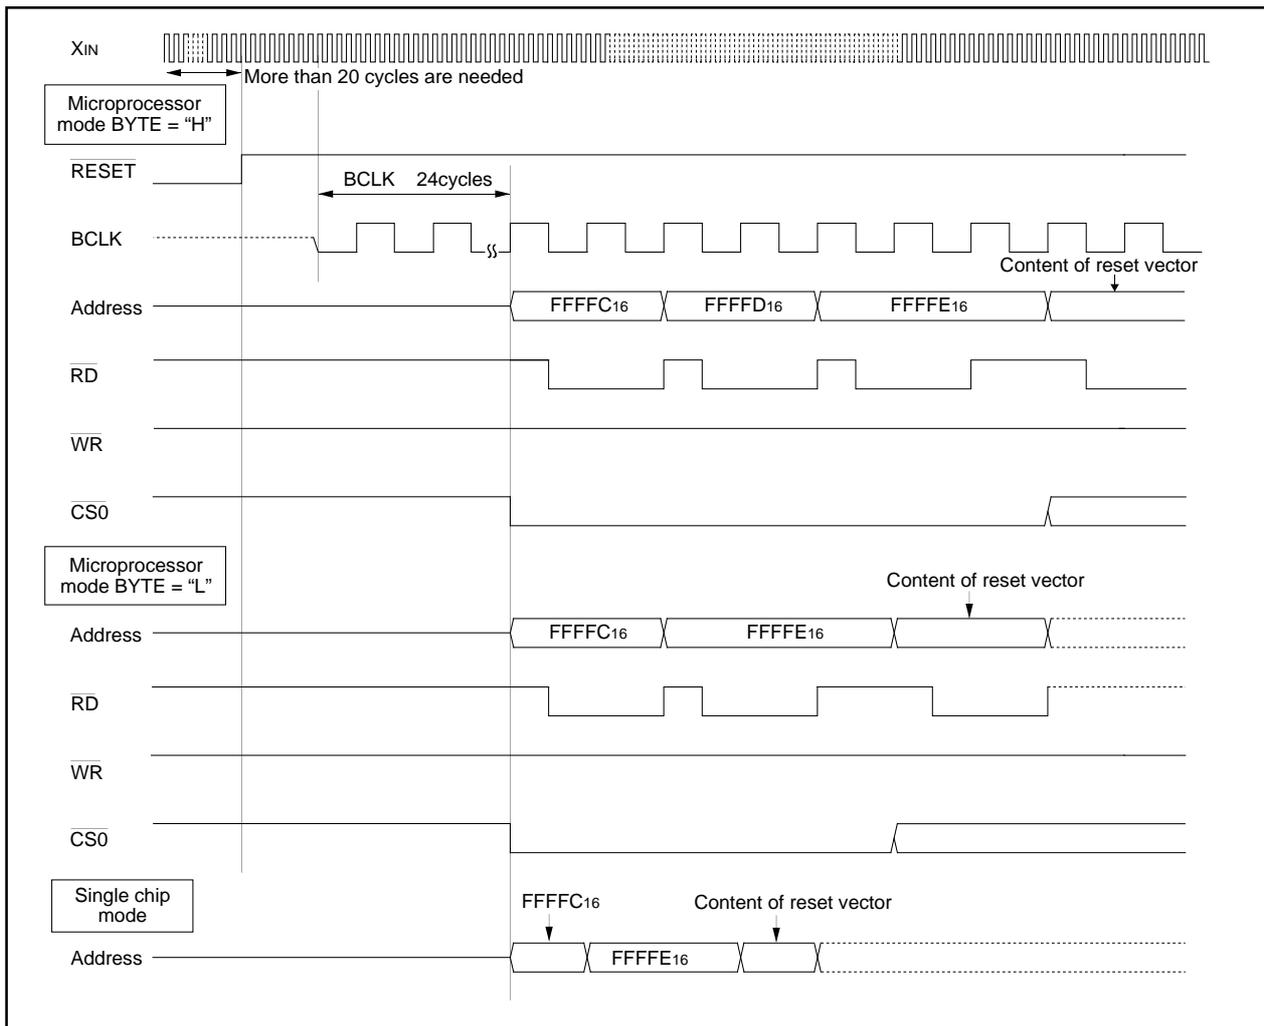 XIN
More than 20 cycles are needed
Microprocessor
mode BYTE = “H”
RESET
BCLK 24cycles
BCLK
Content of reset vector
Address
FFFFC16
FFFFD16
FFFFE16
RD
WR
CS0
Microprocessor
mode BYTE = “L”
Content of reset vector
Address
FFFFC16
FFFFE16
RD
WR
CS0
Single chip
mode
FFFFC16
Content of reset vector
Address
FFFFE16